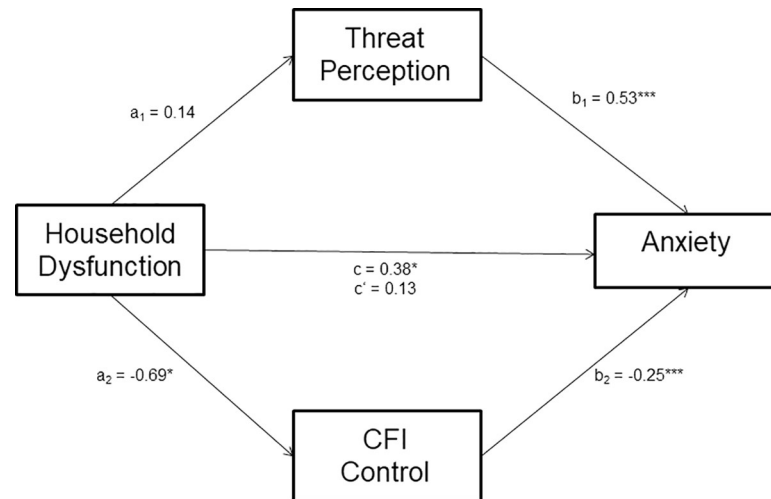 Threat
Perception
a₁ = 0.14
b₁ = 0.53***
Household
Dysfunction
Anxiety
c = 0.38*
c‘ = 0.13
a₂ = -0.69*
b₂ = -0.25***
CFI
Control